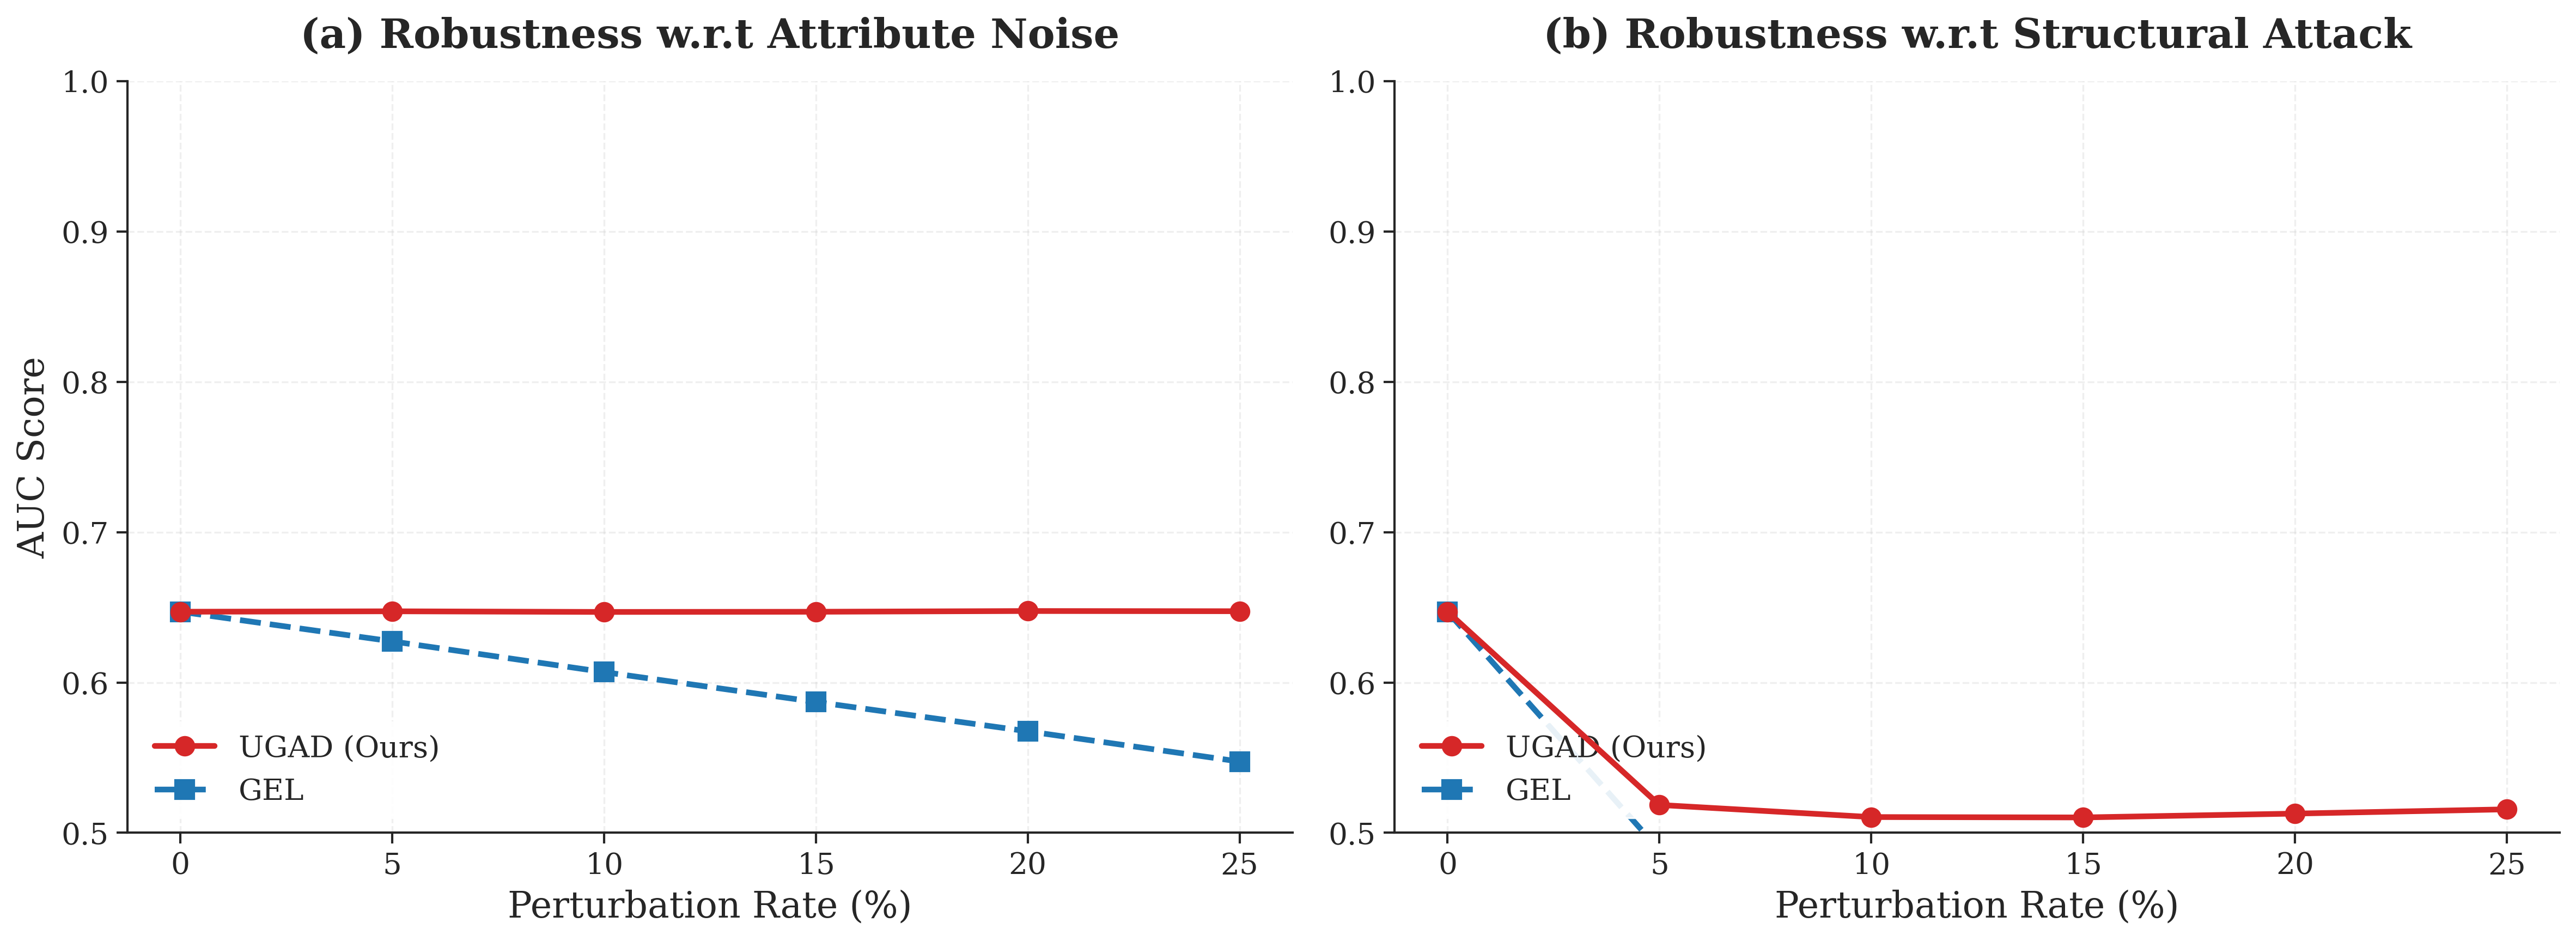 (a) Robustness w.r.t Attribute Noise
1.0
0.9
0.8
0.7
0.6
0.5
AUC Score
UGAD (Ours)
GEL
0 5 10 15 20 25
Perturbation Rate (%)
(b) Robustness w.r.t Structural Attack
1.0
0.9
0.8
0.7
0.6
0.5
UGAD (Ours)
GEL
0 5 10 15 20 25
Perturbation Rate (%)